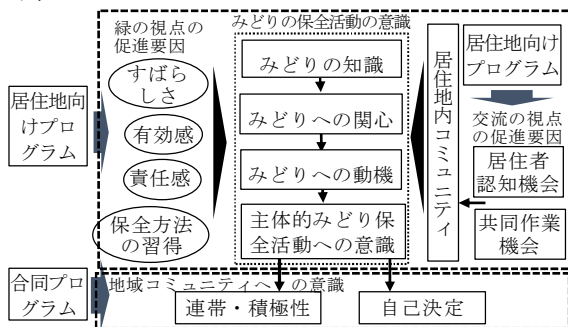 緑の視点の
促進要因
すばら
しさ
有効感
責任感
保全方法
の習得
居住地向
けプログ
ラム
みどりの保全活動の意識
みどりの知識
みどりへの関心
みどりへの動機
主体的みどり保
全活動への意識
居住地内コミュニティ
居住地向け
プログラム
交流の視点
の促進要因
居住者
認知機会
共同作業
機会
合同プロ
グラム
地域コミュニティへの意識
連帯・積極性
自己決定